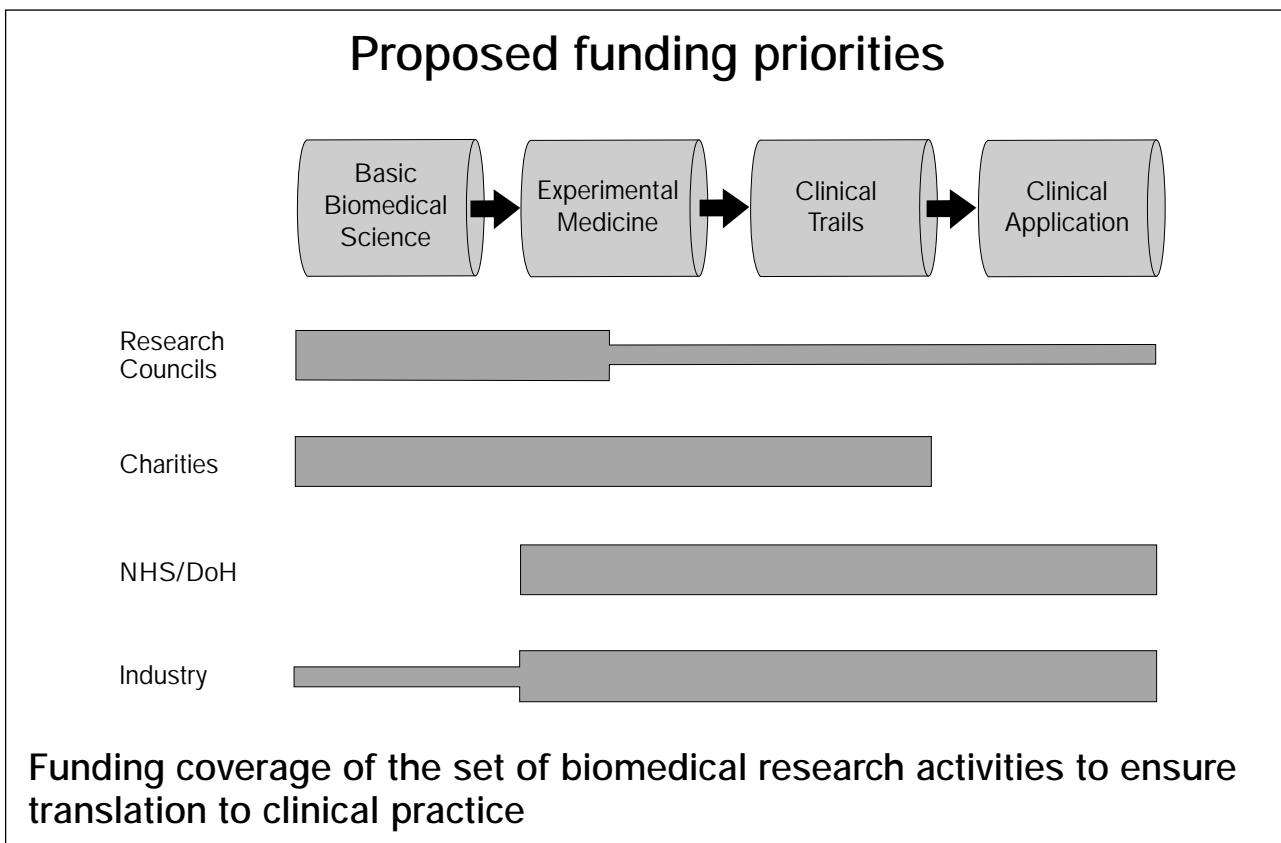 Proposed funding priorities
Basic
Biomedical
Science
Experimental
Medicine
Clinical
Trails
Clinical
Application
Research
Councils
Charities
NHS/DoH
Industry
Funding coverage of the set of biomedical research activities to ensure
translation to clinical practice